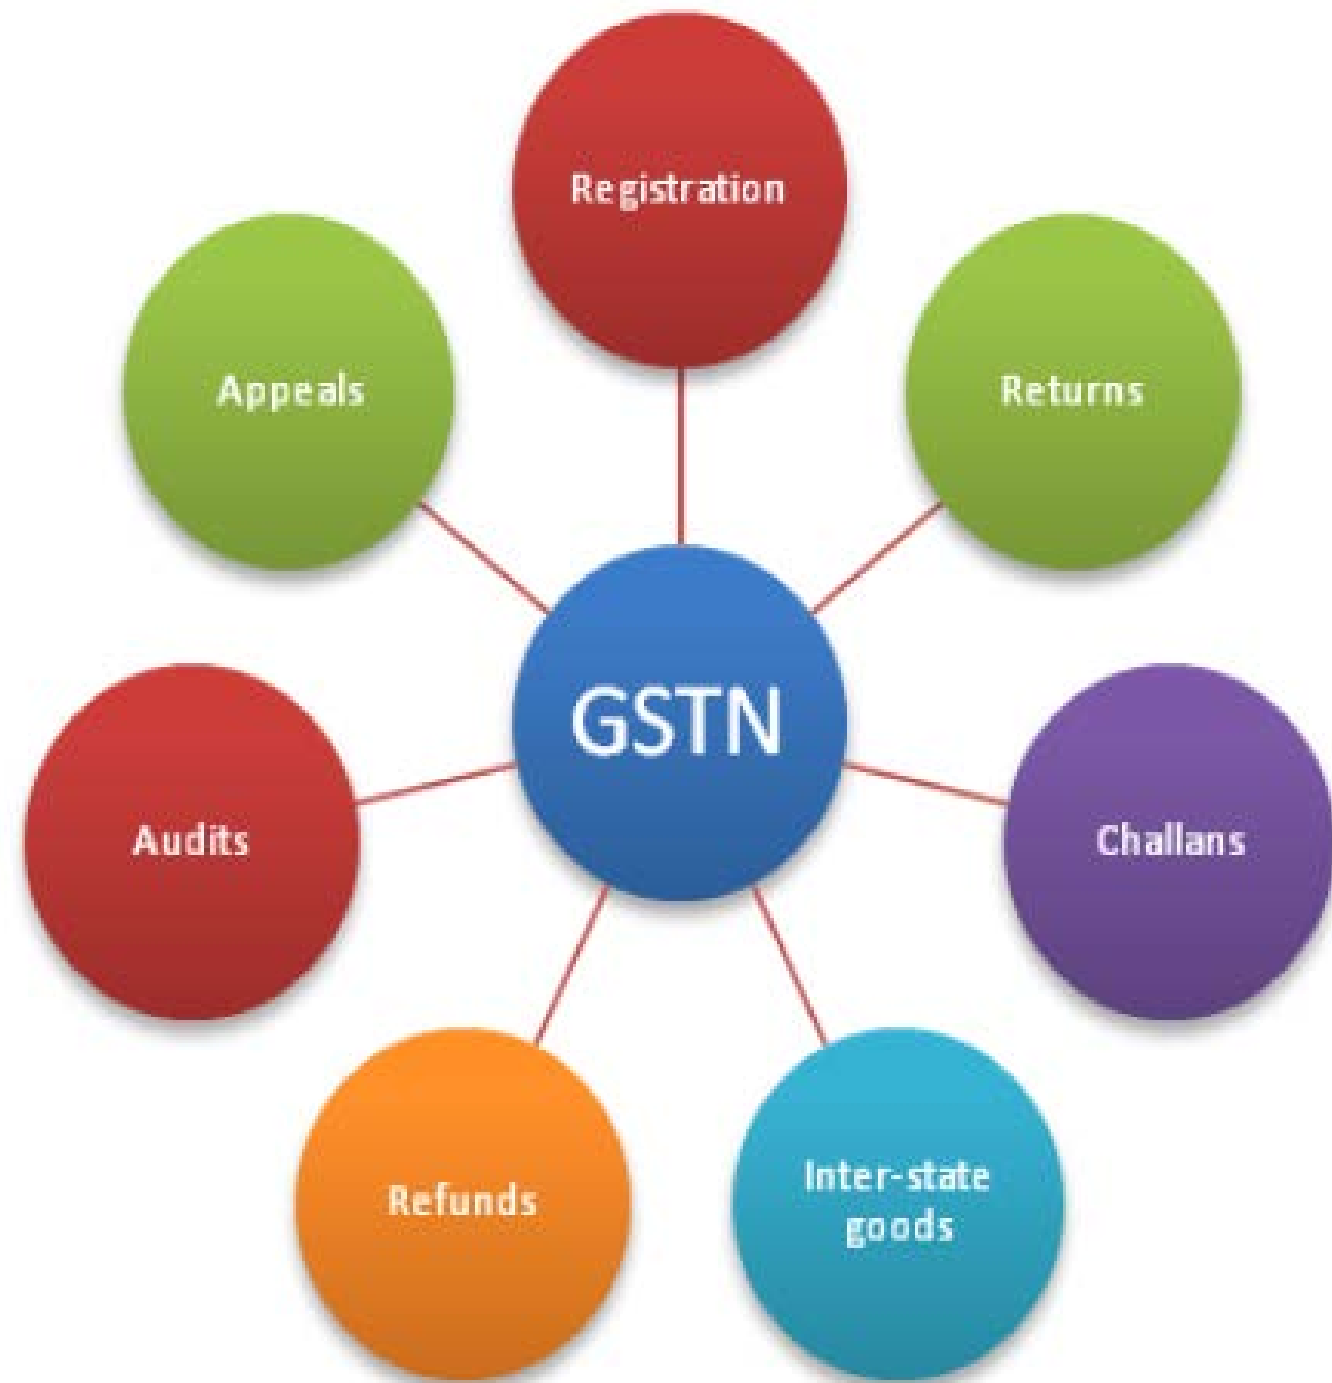 Registration
Returns
Challans
Inter-state
goods
Refunds
Audits
Appeals
GSTN